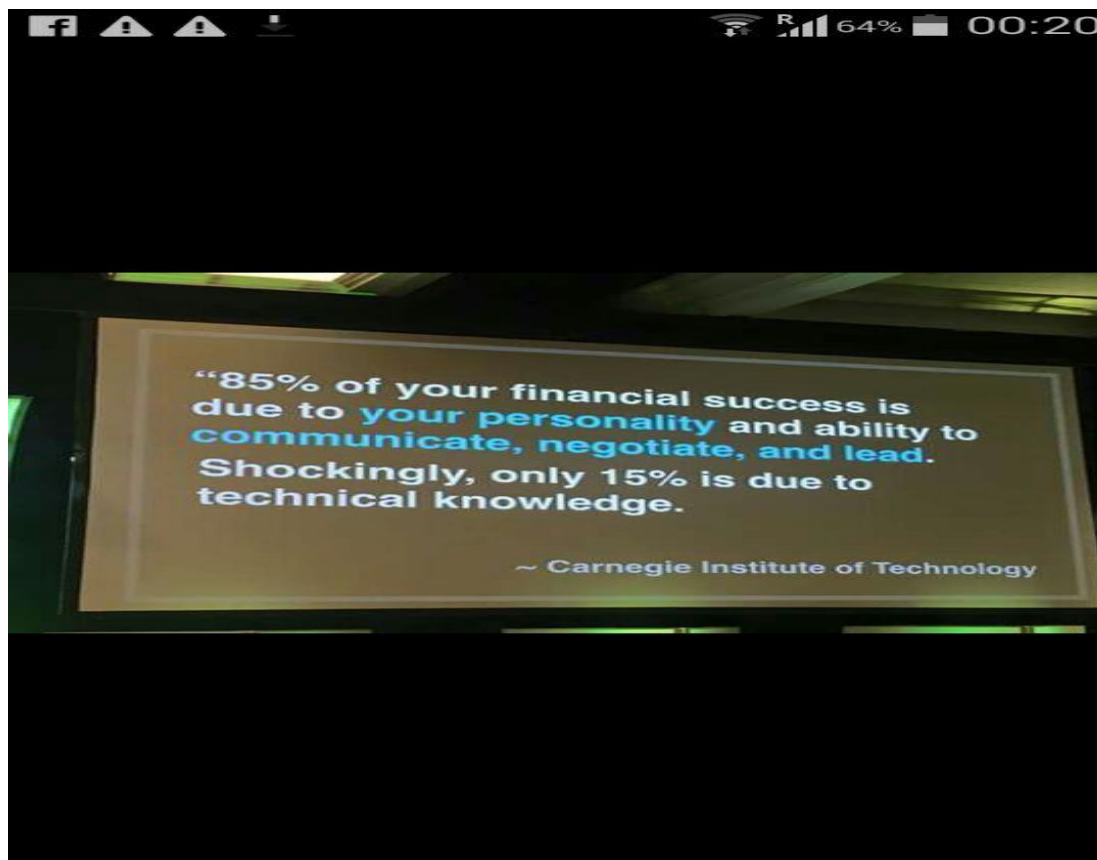 R 64% 00:20
“85% of your financial success is
due to your personality and ability to
communicate, negotiate, and lead.
Shockingly, only 15% is due to
technical knowledge.
~ Carnegie Institute of Technology